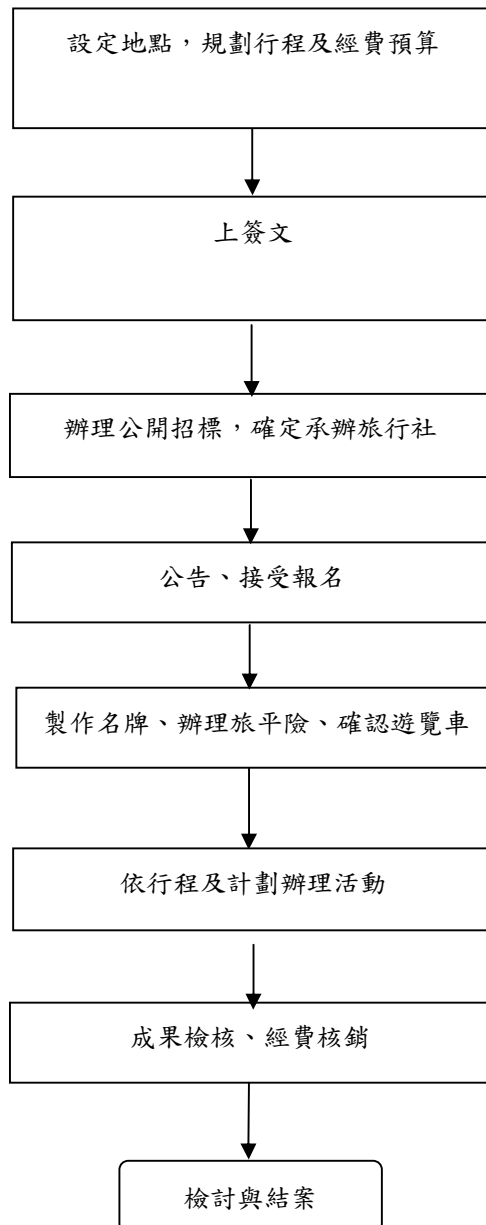 設定地點，規劃行程及經費預算
上簽文
辦理公開招標，確定承辦旅行社
公告、接受報名
製作名牌、辦理旅平險、確認遊覽車
依行程及計劃辦理活動
成果檢核、經費核銷
檢討與結案